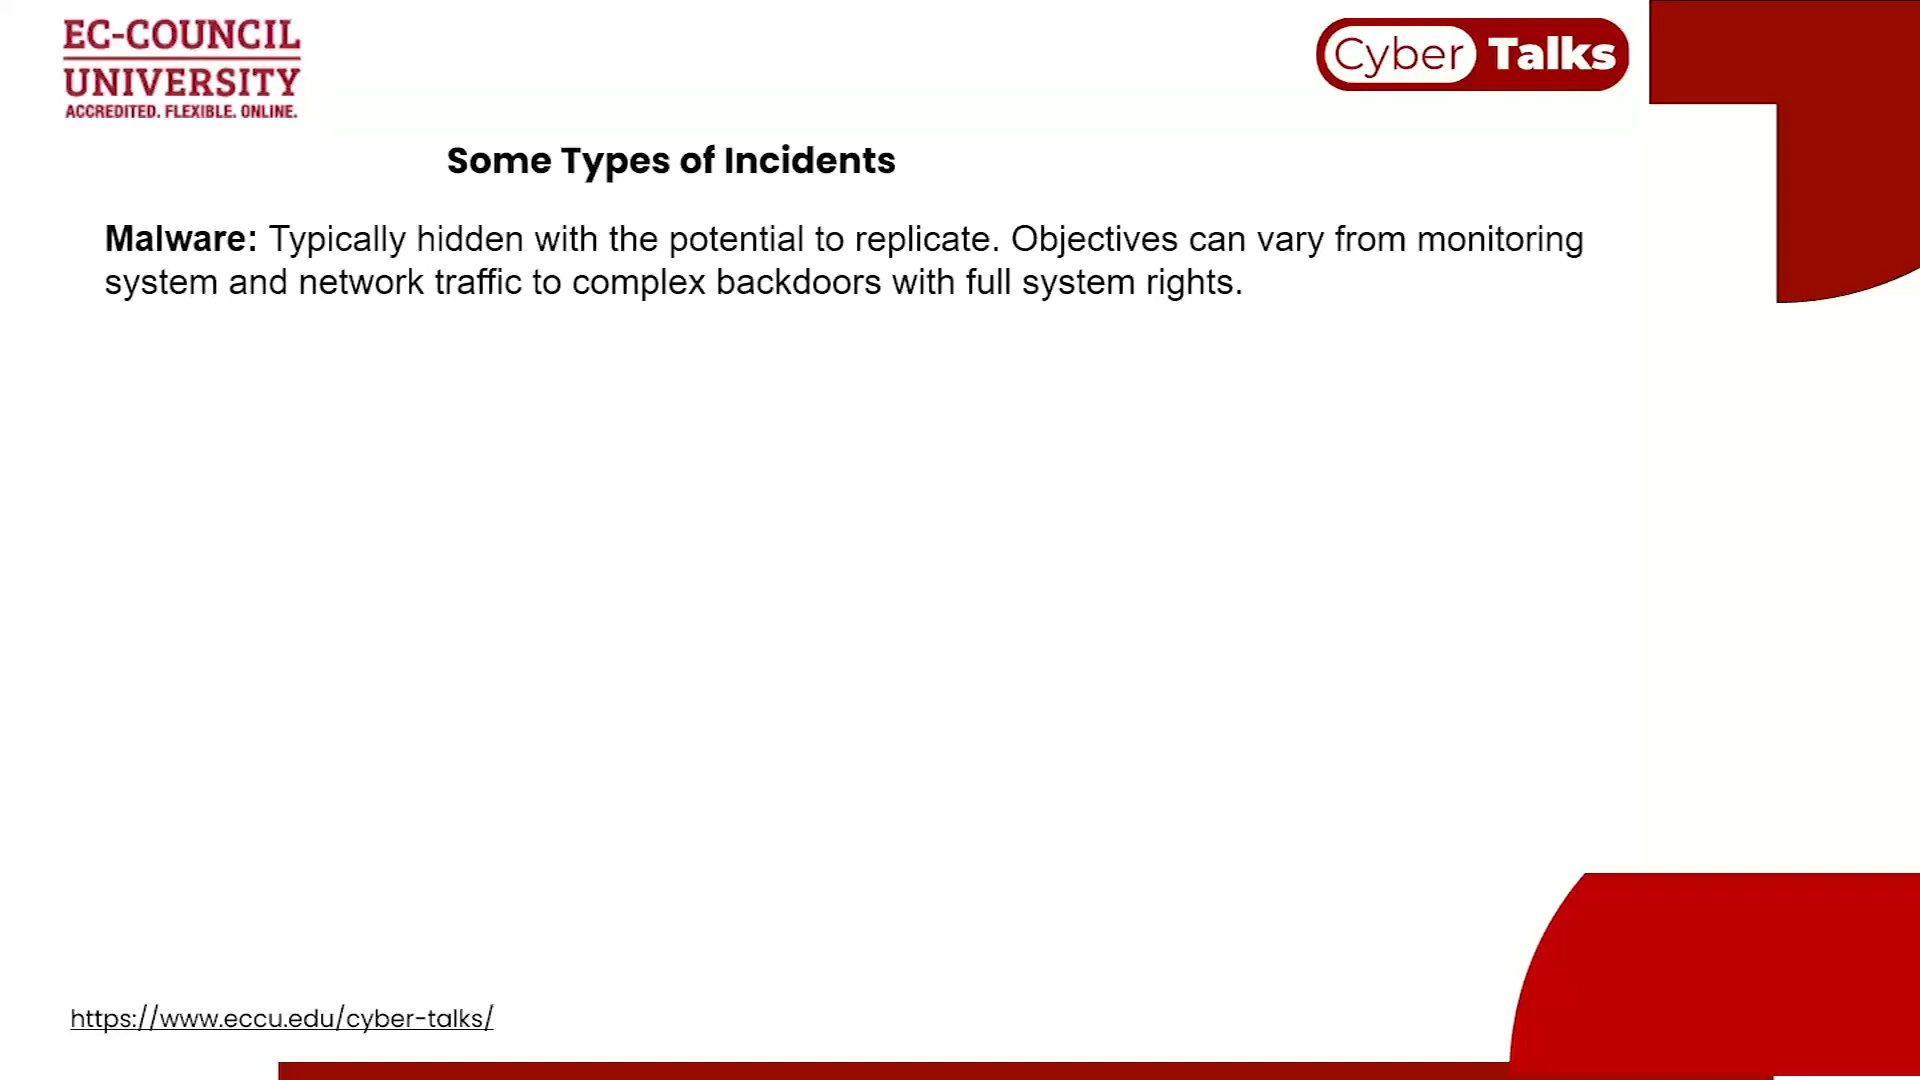 EC-COUNCIL
UNIVERSITY
ACCREDITED. FLEXIBLE. ONLINE.
Cyber Talks
Some Types of Incidents
Malware: Typically hidden with the potential to replicate. Objectives can vary from monitoring
system and network traffic to complex backdoors with full system rights.
https://www.eccu.edu/cyber-talks/